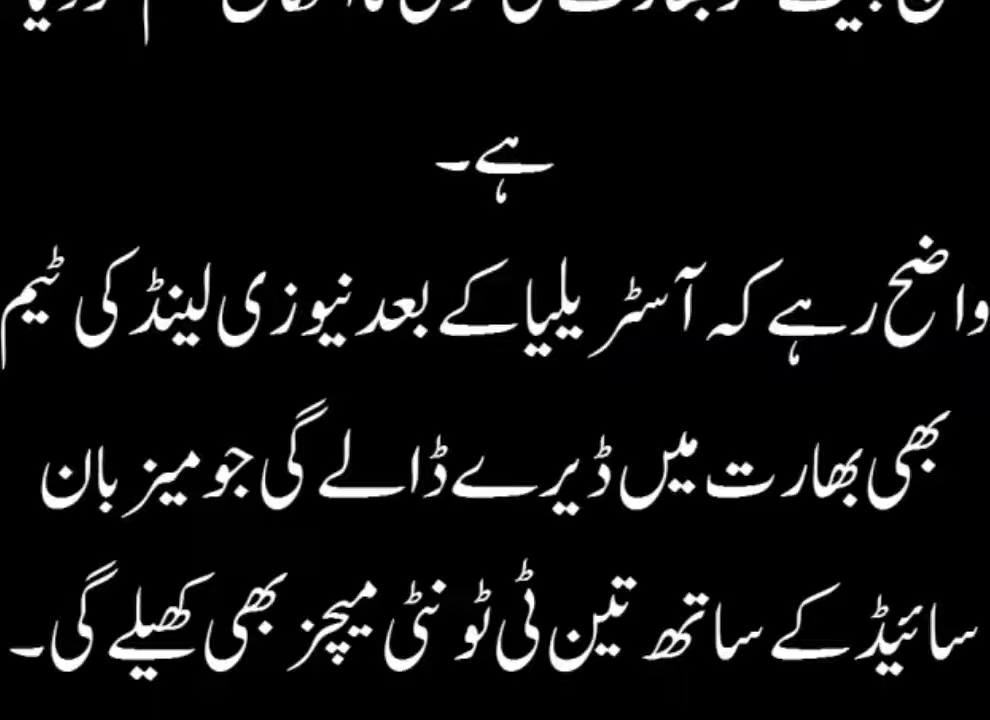 ہے۔
واضح رہے کہ آسٹریلیا کے بعد نیوزی لینڈ کی ٹیم
بھی بھارت میں ڈیرے ڈالے گی جو میزبان
سائیڈ کے ساتھ تین ٹی ٹونٹی میچز بھی کھیلے گی۔